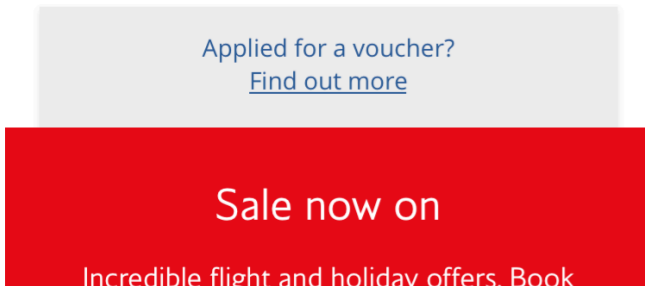 Applied for a voucher?
Find out more
Sale now on
Incredible flight and holiday offers. Book